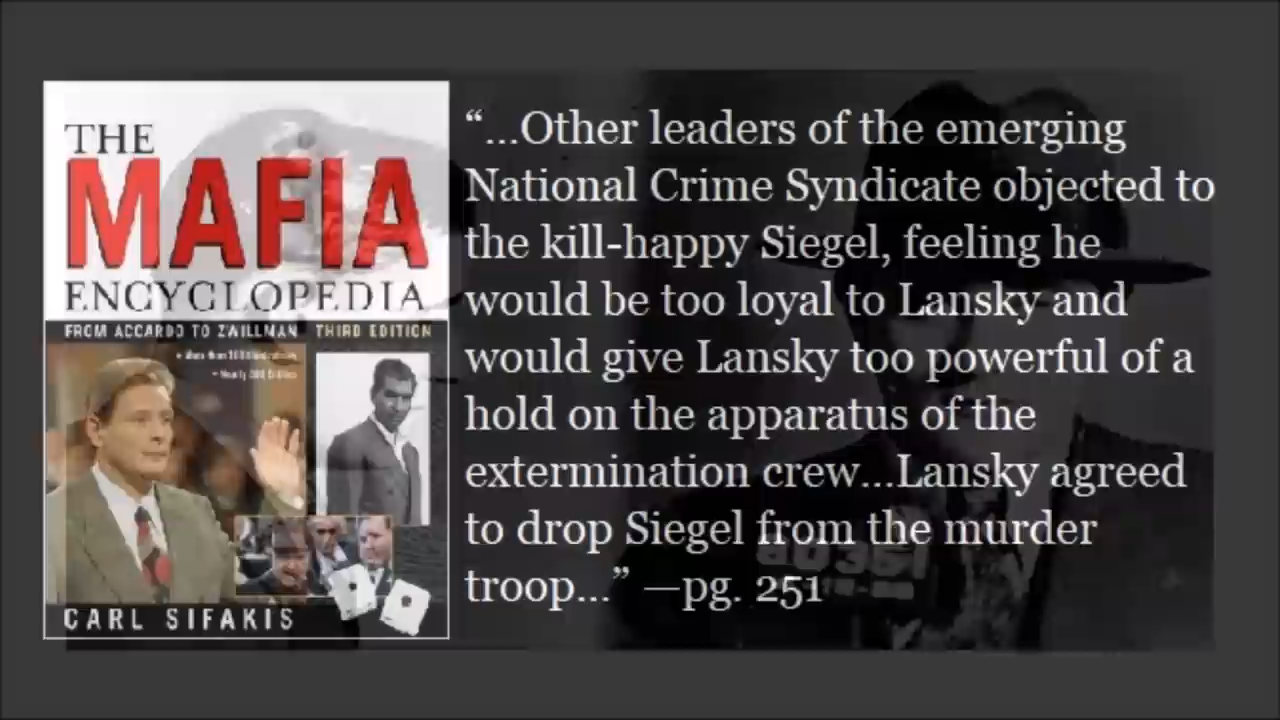 THE
MAFIA
ENCYCLOPEDIA
FROM ACCARDO TO ZWILLMAN THIRD EDITION
CARL SIFAKIS
“...Other leaders of the emerging
National Crime Syndicate objected to
the kill-happy Siegel, feeling he
would be too loyal to Lansky and
would give Lansky too powerful of a
hold on the apparatus of the
extermination crew...Lansky agreed
to drop Siegel from the murder
troop...” —pg. 251